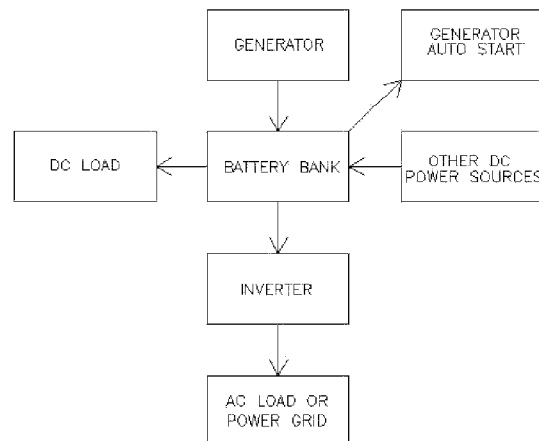 GENERATOR
GENERATOR
AUTO START
DC LOAD
BATTERY BANK
OTHER DC
POWER SOURCES
INVERTER
AC LOAD OR
POWER GRID